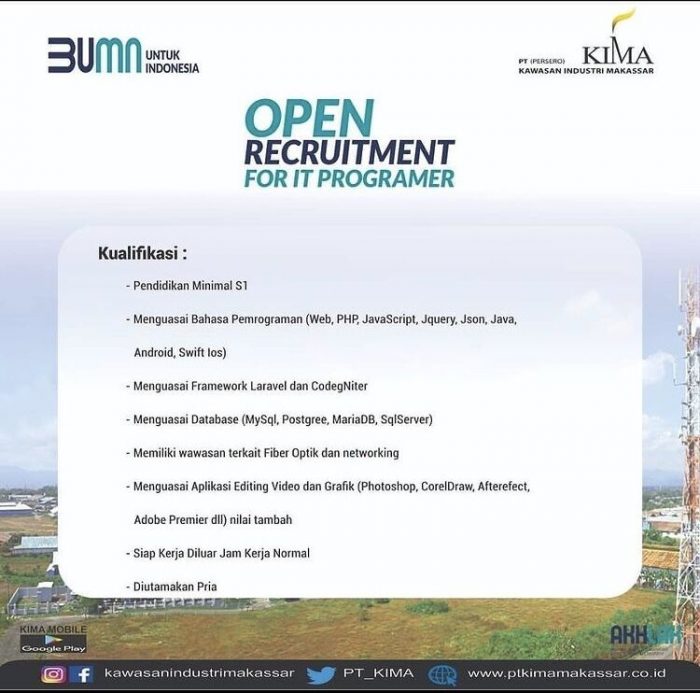 BUMN UNTUK
INDONESIA
PT (PERSERO) KIMA
KAWASAN INDUSTRI MAKASSAR
OPEN
RECRUITMENT
FOR IT PROGRAMER
Kualifikasi :
- Pendidikan Minimal S1
- Menguasai Bahasa Pemrograman (Web, PHP, JavaScript, Jquery, Json, Java,
Android, Swift Ios)
- Menguasai Framework Laravel dan CodegNiter
- Menguasai Database (MySql, Postgree, MariaDB, SqlServer)
- Memiliki wawasan terkait Fiber Optik dan networking
- Menguasai Aplikasi Editing Video dan Grafik (Photoshop, CorelDraw, Afterefect,
Adobe Premier dll) nilai tambah
- Siap Kerja Diluar Jam Kerja Normal
- Diutamakan Pria
KIMA MOBILE
Google Play
AKHLAK
kawasanindustrimakassar PT_KIMA www.ptkimamakassar.co.id